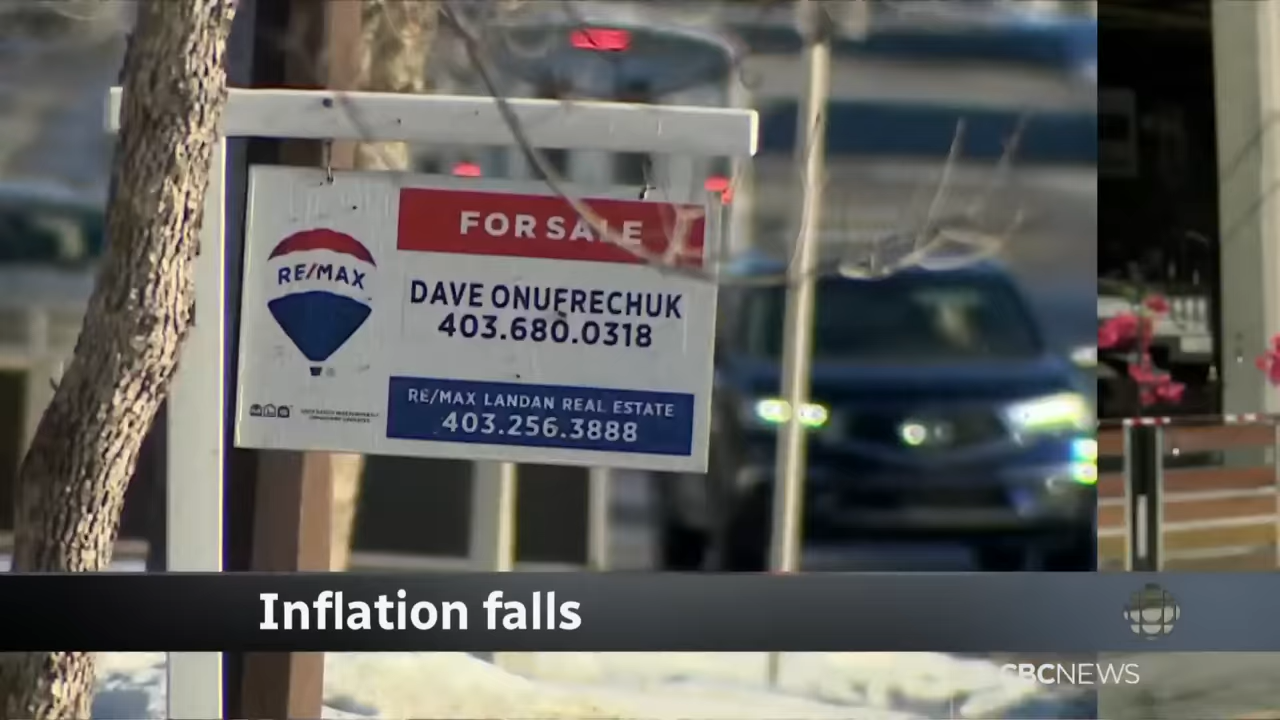 FOR SALE
RE/MAX
DAVE ONUFRECHUK
403.680.0318
RE/MAX LANDAN REAL ESTATE
403.256.3888
Inflation falls
CBCNEWS